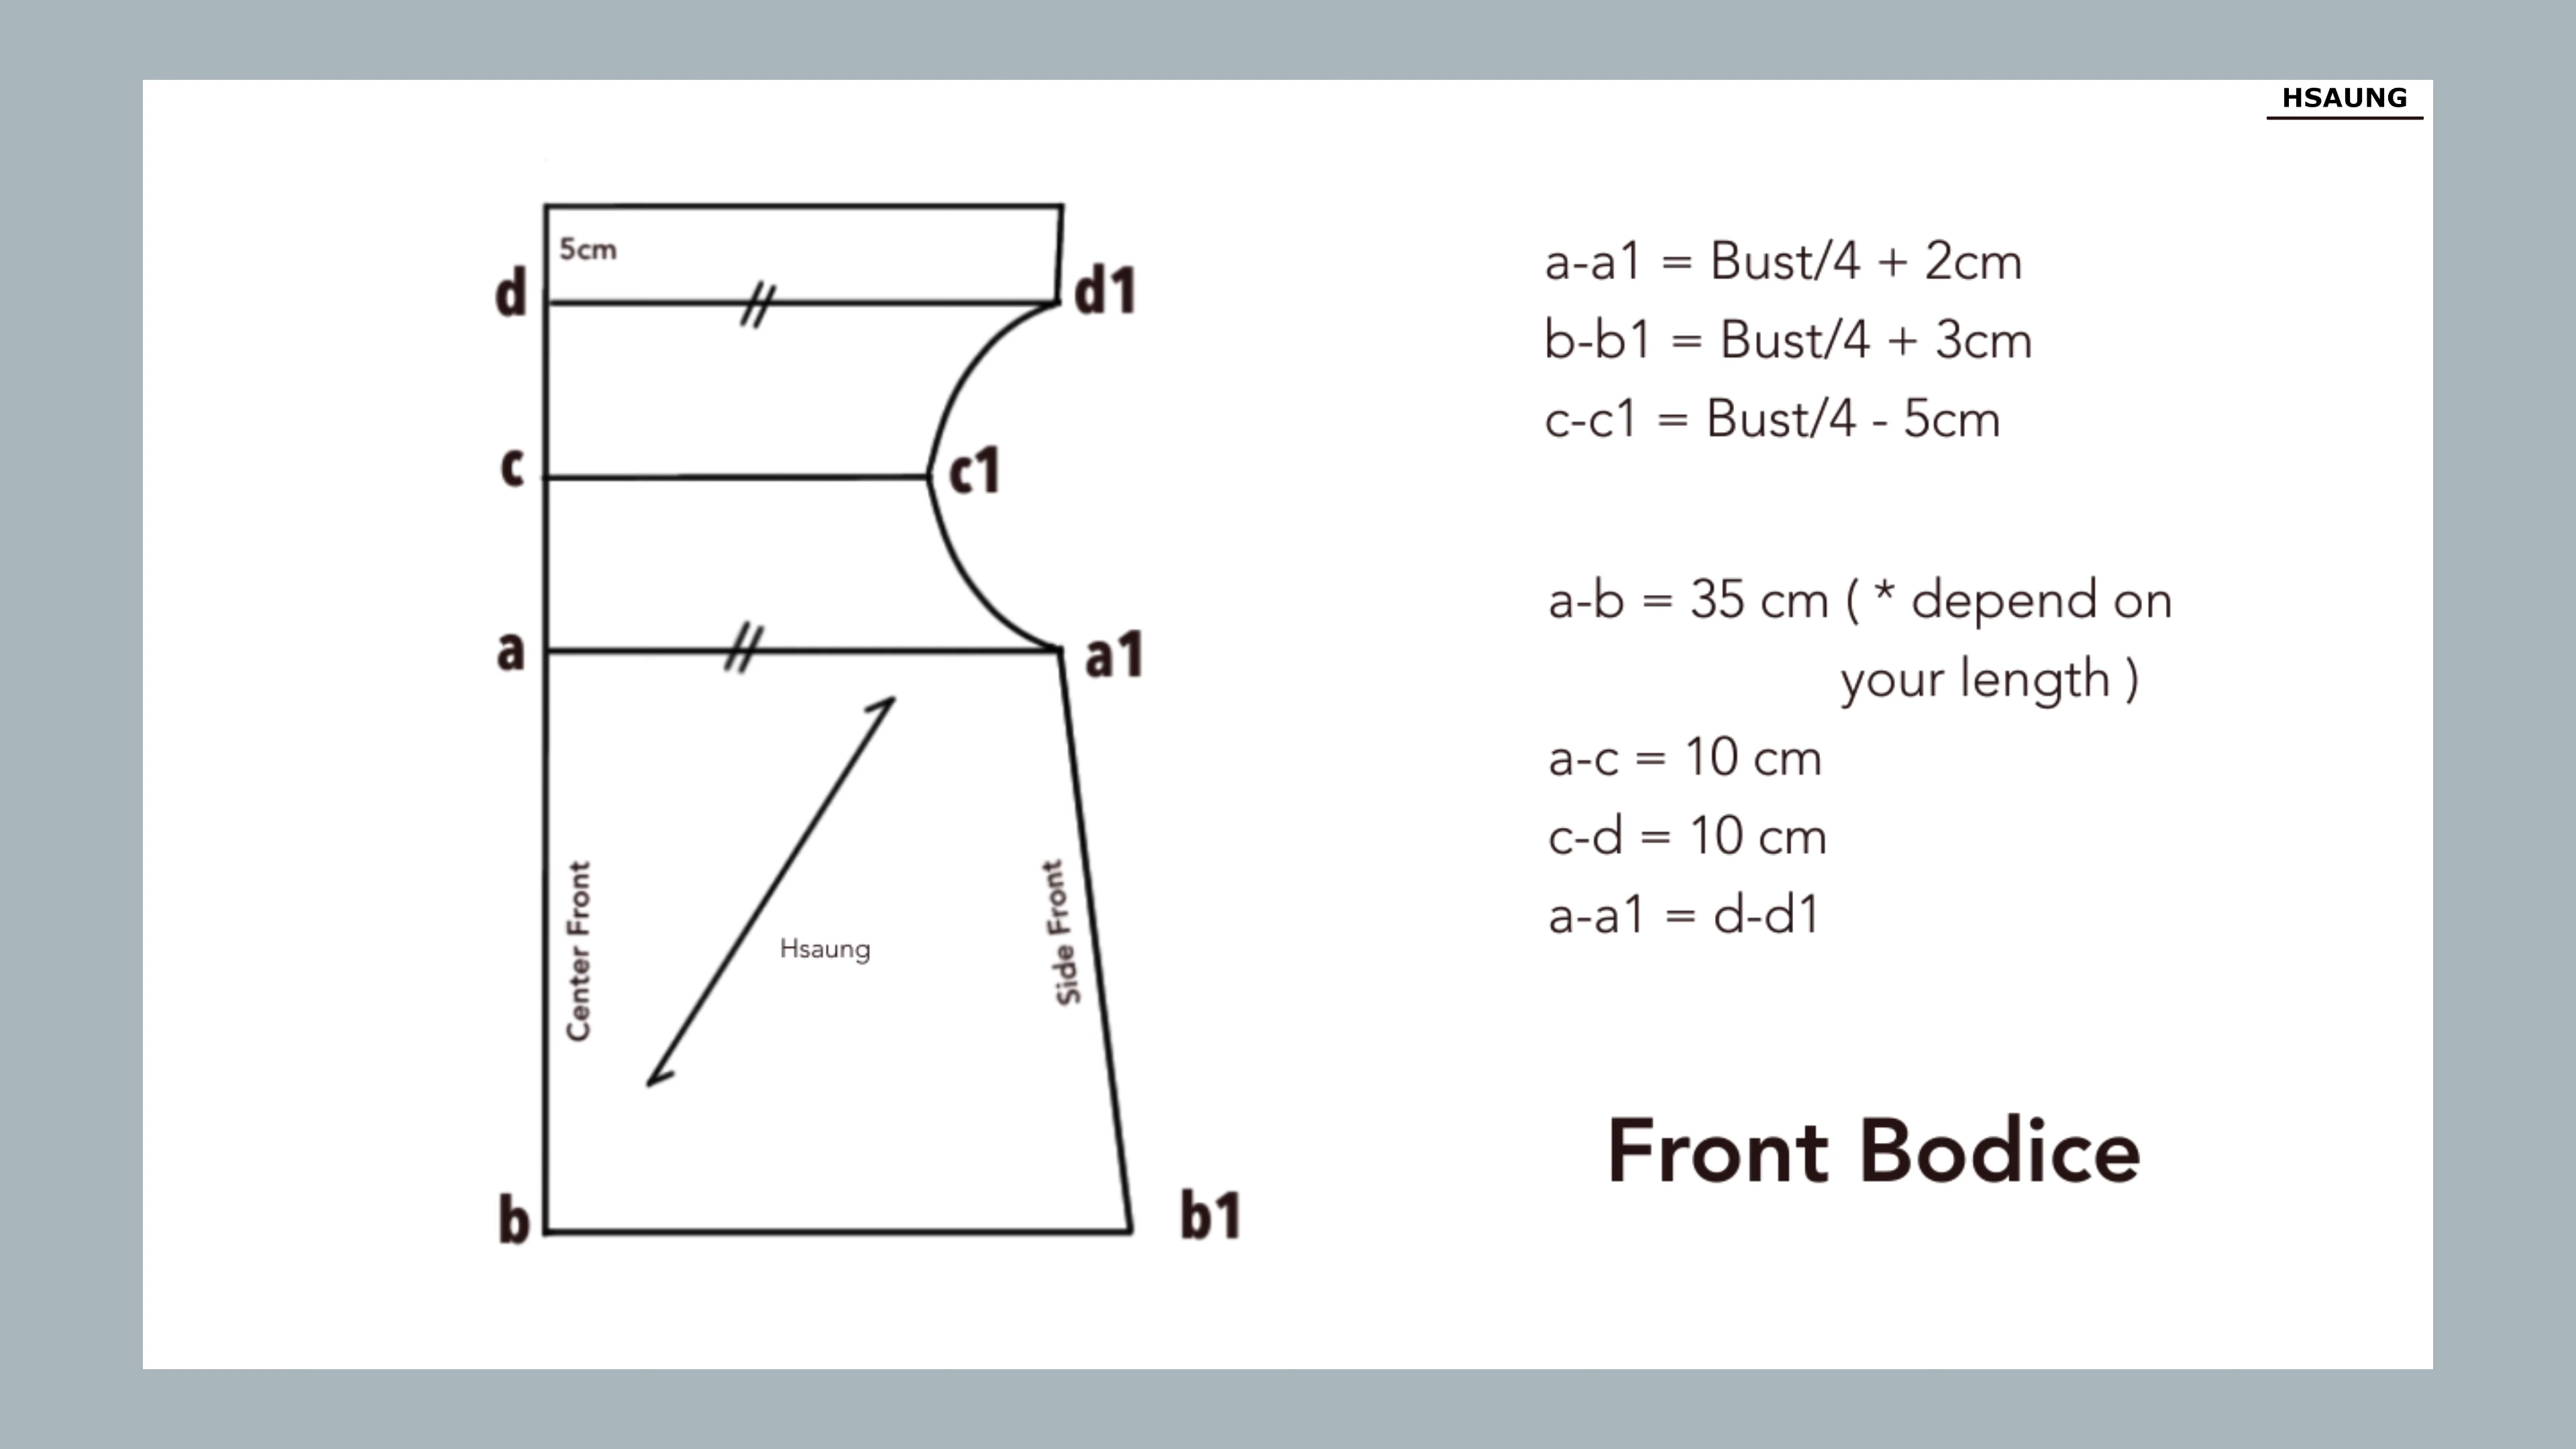 HSAUNG
5cm
d
d1
c
c1
a
a1
Center Front
Side Front
Hsaung
b
b1
a-a1 = Bust/4 + 2cm
b-b1 = Bust/4 + 3cm
c-c1 = Bust/4 - 5cm
a-b = 35 cm ( * depend on
your length )
a-c = 10 cm
c-d = 10 cm
a-a1 = d-d1
Front Bodice